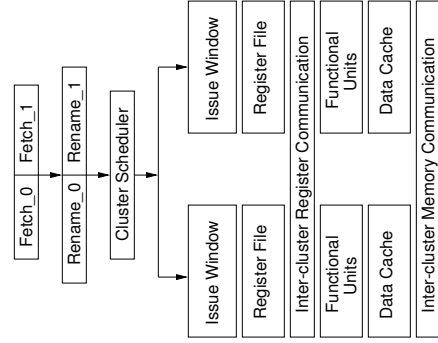 Fetch_0 Fetch_1
Rename_0 Rename_1
Cluster Scheduler
Issue Window
Issue Window
Register File
Register File
Inter-cluster Register Communication
Functional
Units
Functional
Units
Data Cache
Data Cache
Inter-cluster Memory Communication